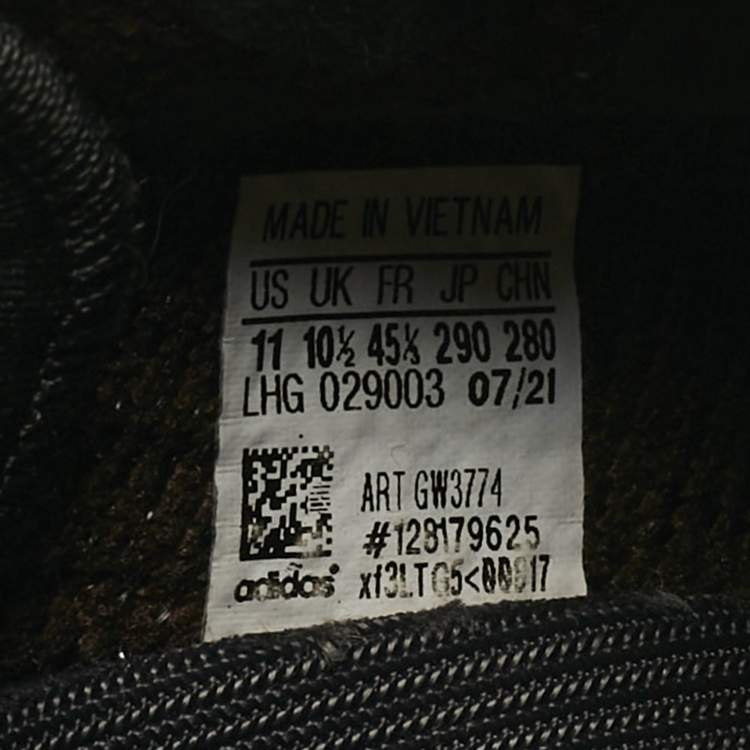 MADE IN VIETNAM
US UK FR JP CHN
11 10½ 45⅓ 290 280
LHG 029003 07/21
ART GW3774
#128179625
adidas